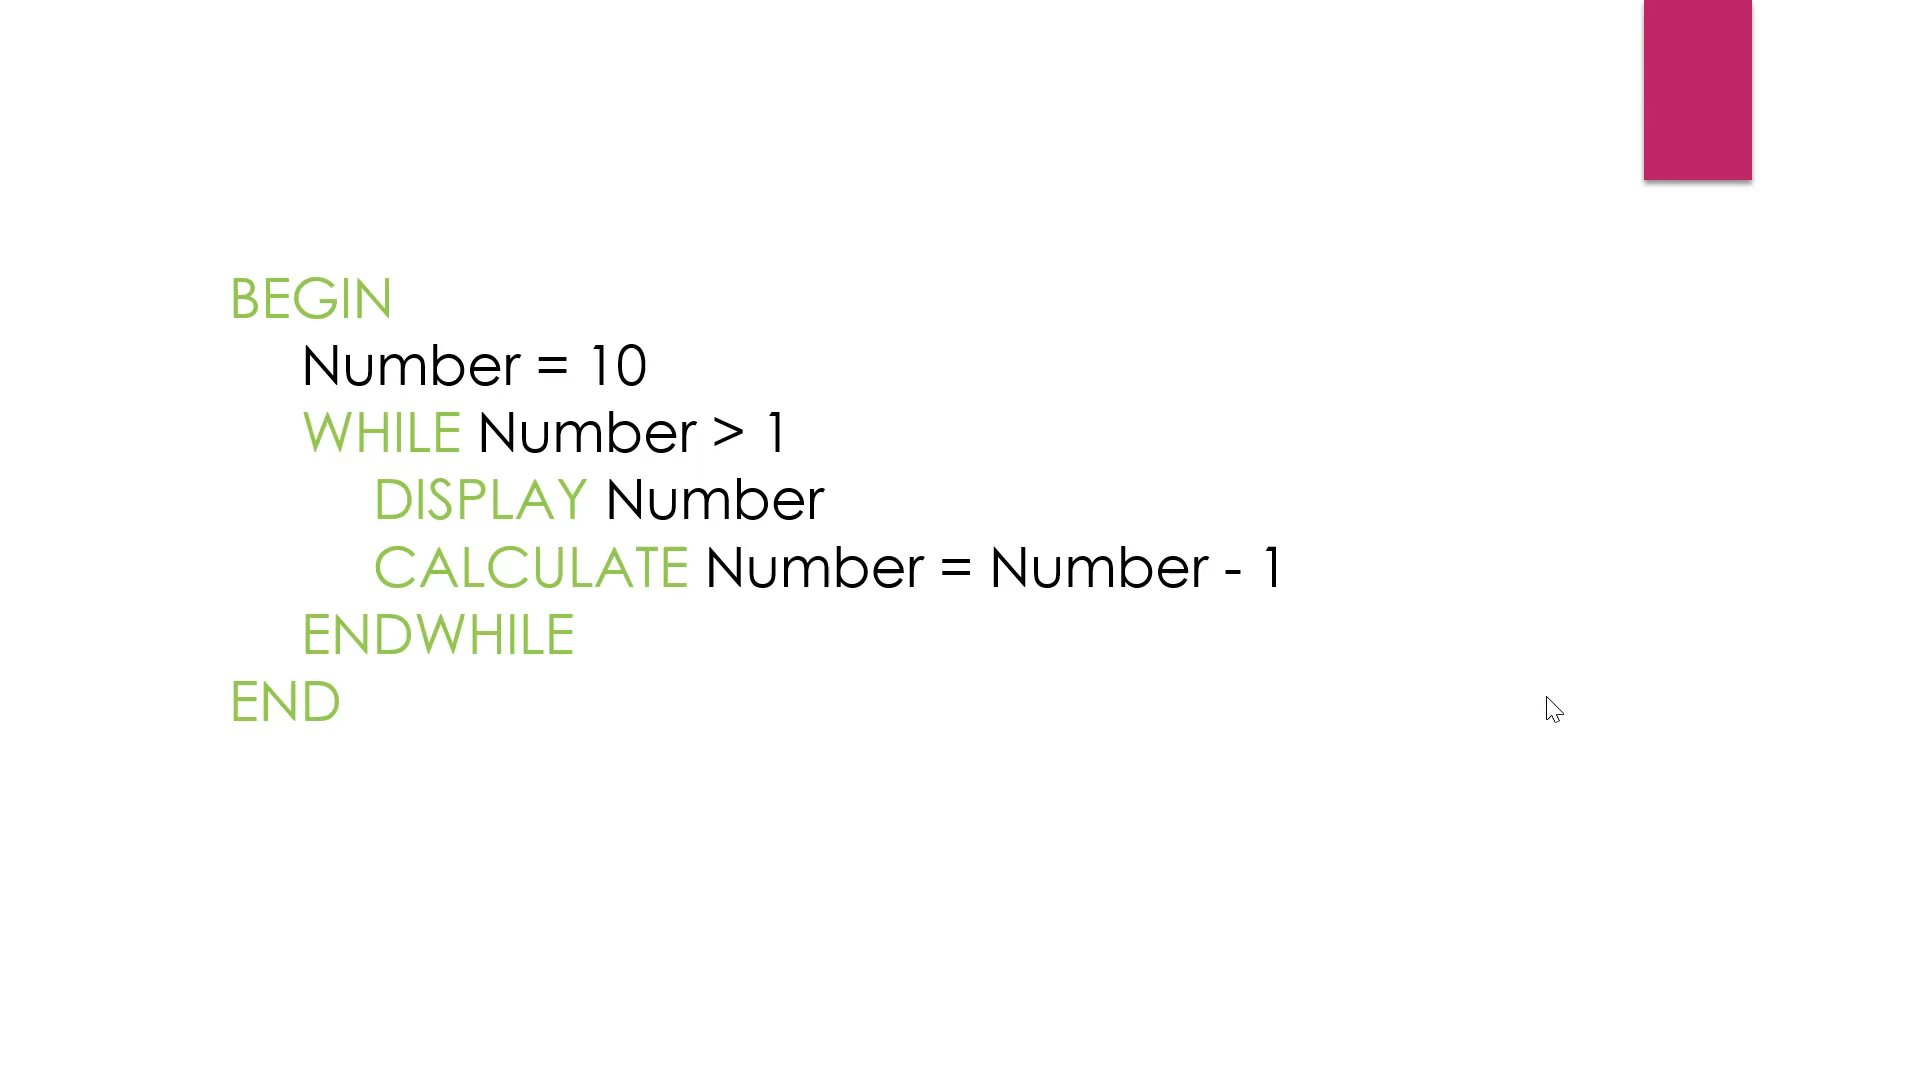 BEGIN
Number = 10
WHILE Number > 1
DISPLAY Number
CALCULATE Number = Number - 1
ENDWHILE
END